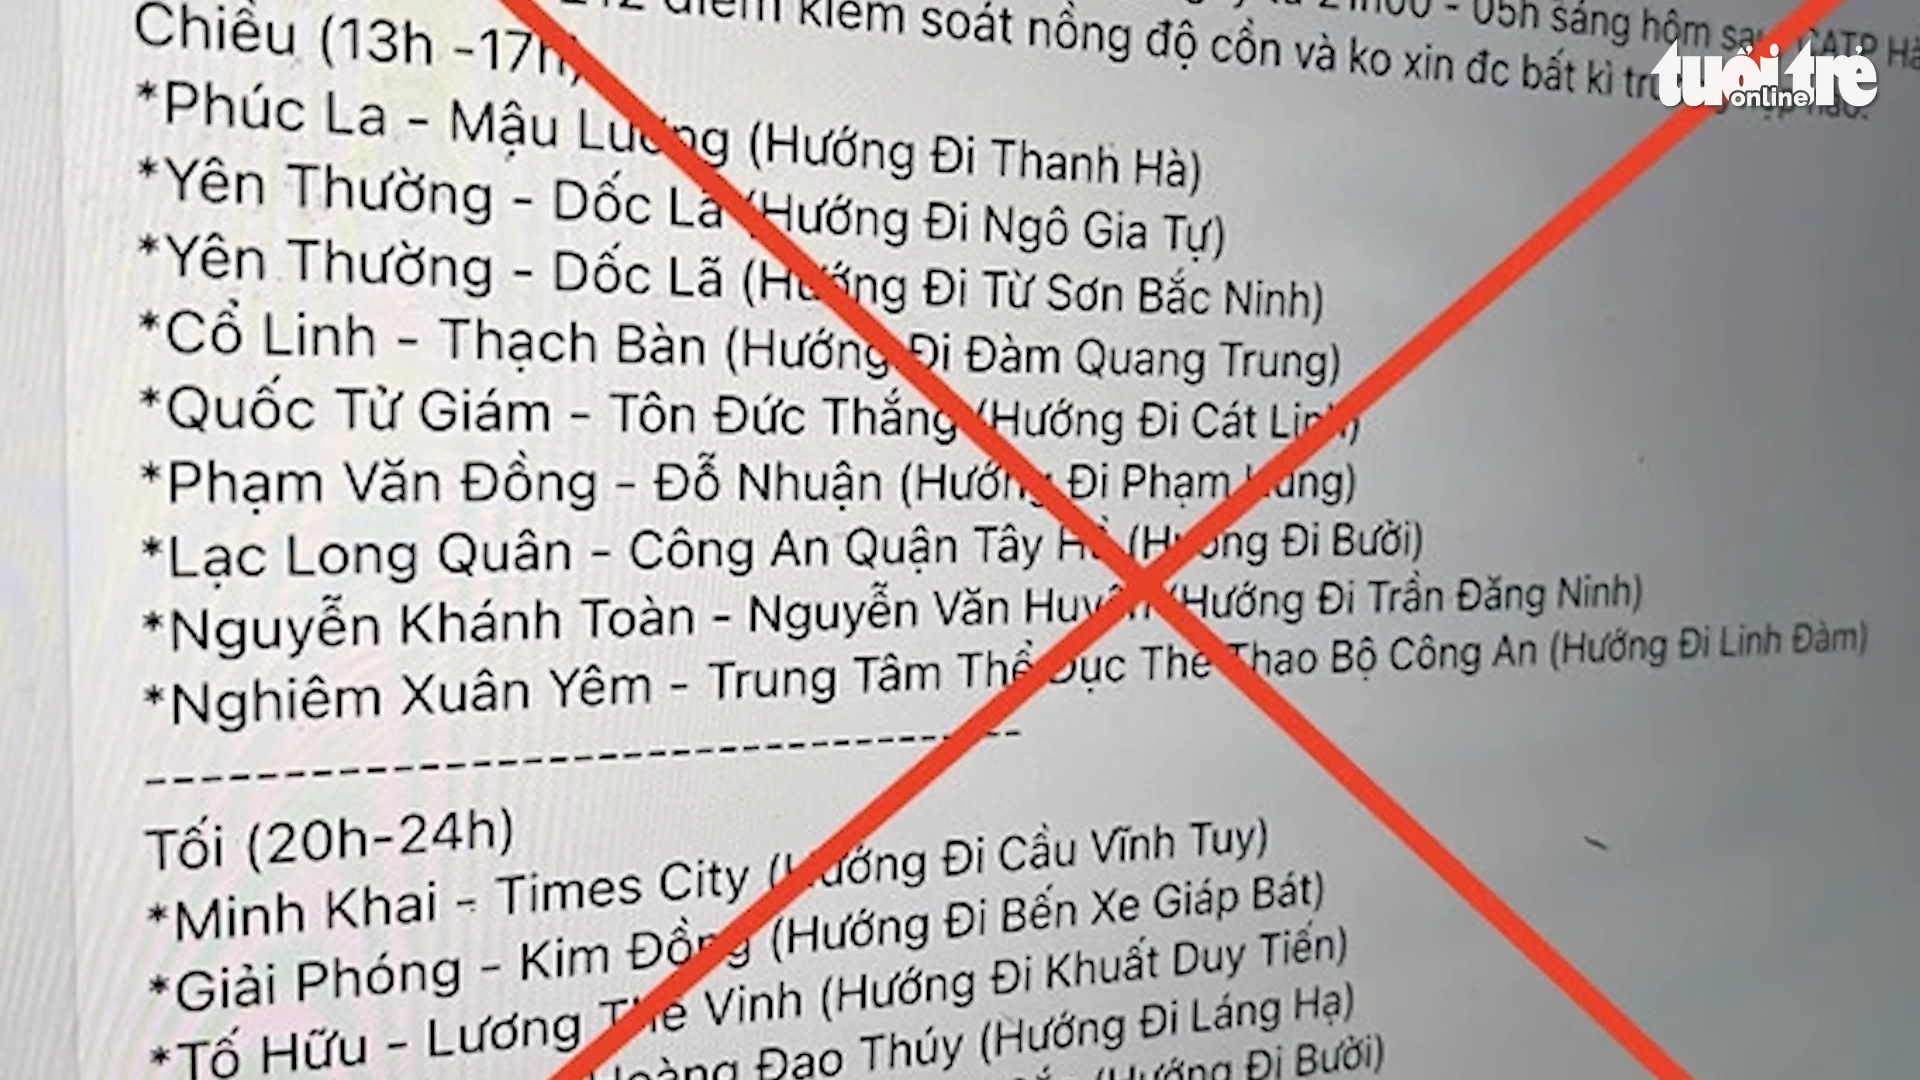 21h00 - 05h sáng hôm sau CATP Hà
điểm kiểm soát nồng độ cồn và ko xin đc bất kì
tuổi trẻ
online
Chiều (13h -17h)
*Phúc La - Mậu Lương (Hướng Đi Thanh Hà)
*Yên Thường - Dốc Lã (Hướng Đi Ngô Gia Tự)
*Yên Thường - Dốc Lã (Hướng Đi Từ Sơn Bắc Ninh)
*Cổ Linh - Thạch Bàn (Hướng Đi Đàm Quang Trung)
*Quốc Tử Giám - Tôn Đức Thắng (Hướng Đi Cát Linh)
*Phạm Văn Đồng - Đỗ Nhuận (Hướng Đi Phạm Hùng)
*Lạc Long Quân - Công An Quận Tây Hồ (Hướng Đi Bưởi)
*Nguyễn Khánh Toàn - Nguyễn Văn Huyên (Hướng Đi Trần Đăng Ninh)
*Nghiêm Xuân Yêm - Trung Tâm Thể Dục Thể Thao Bộ Công An (Hướng Đi Linh Đàm)
-------------------------------
Tối (20h-24h)
*Minh Khai - Times City (Hướng Đi Cầu Vĩnh Tuy)
*Giải Phóng - Kim Đồng (Hướng Đi Bến Xe Giáp Bát)
*Tố Hữu - Lương Thế Vinh (Hướng Đi Khuất Duy Tiến)
Hoàng Đạo Thúy (Hướng Đi Láng Hạ)
(Hướng Đi Bưởi)